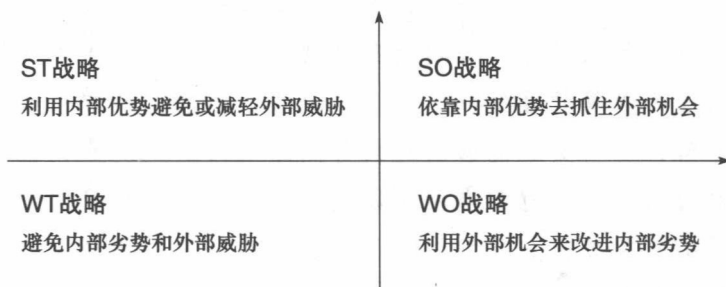 ST战略
利用内部优势避免或减轻外部威胁
SO战略
依靠内部优势去抓住外部机会
WT战略
避免内部劣势和外部威胁
WO战略
利用外部机会来改进内部劣势